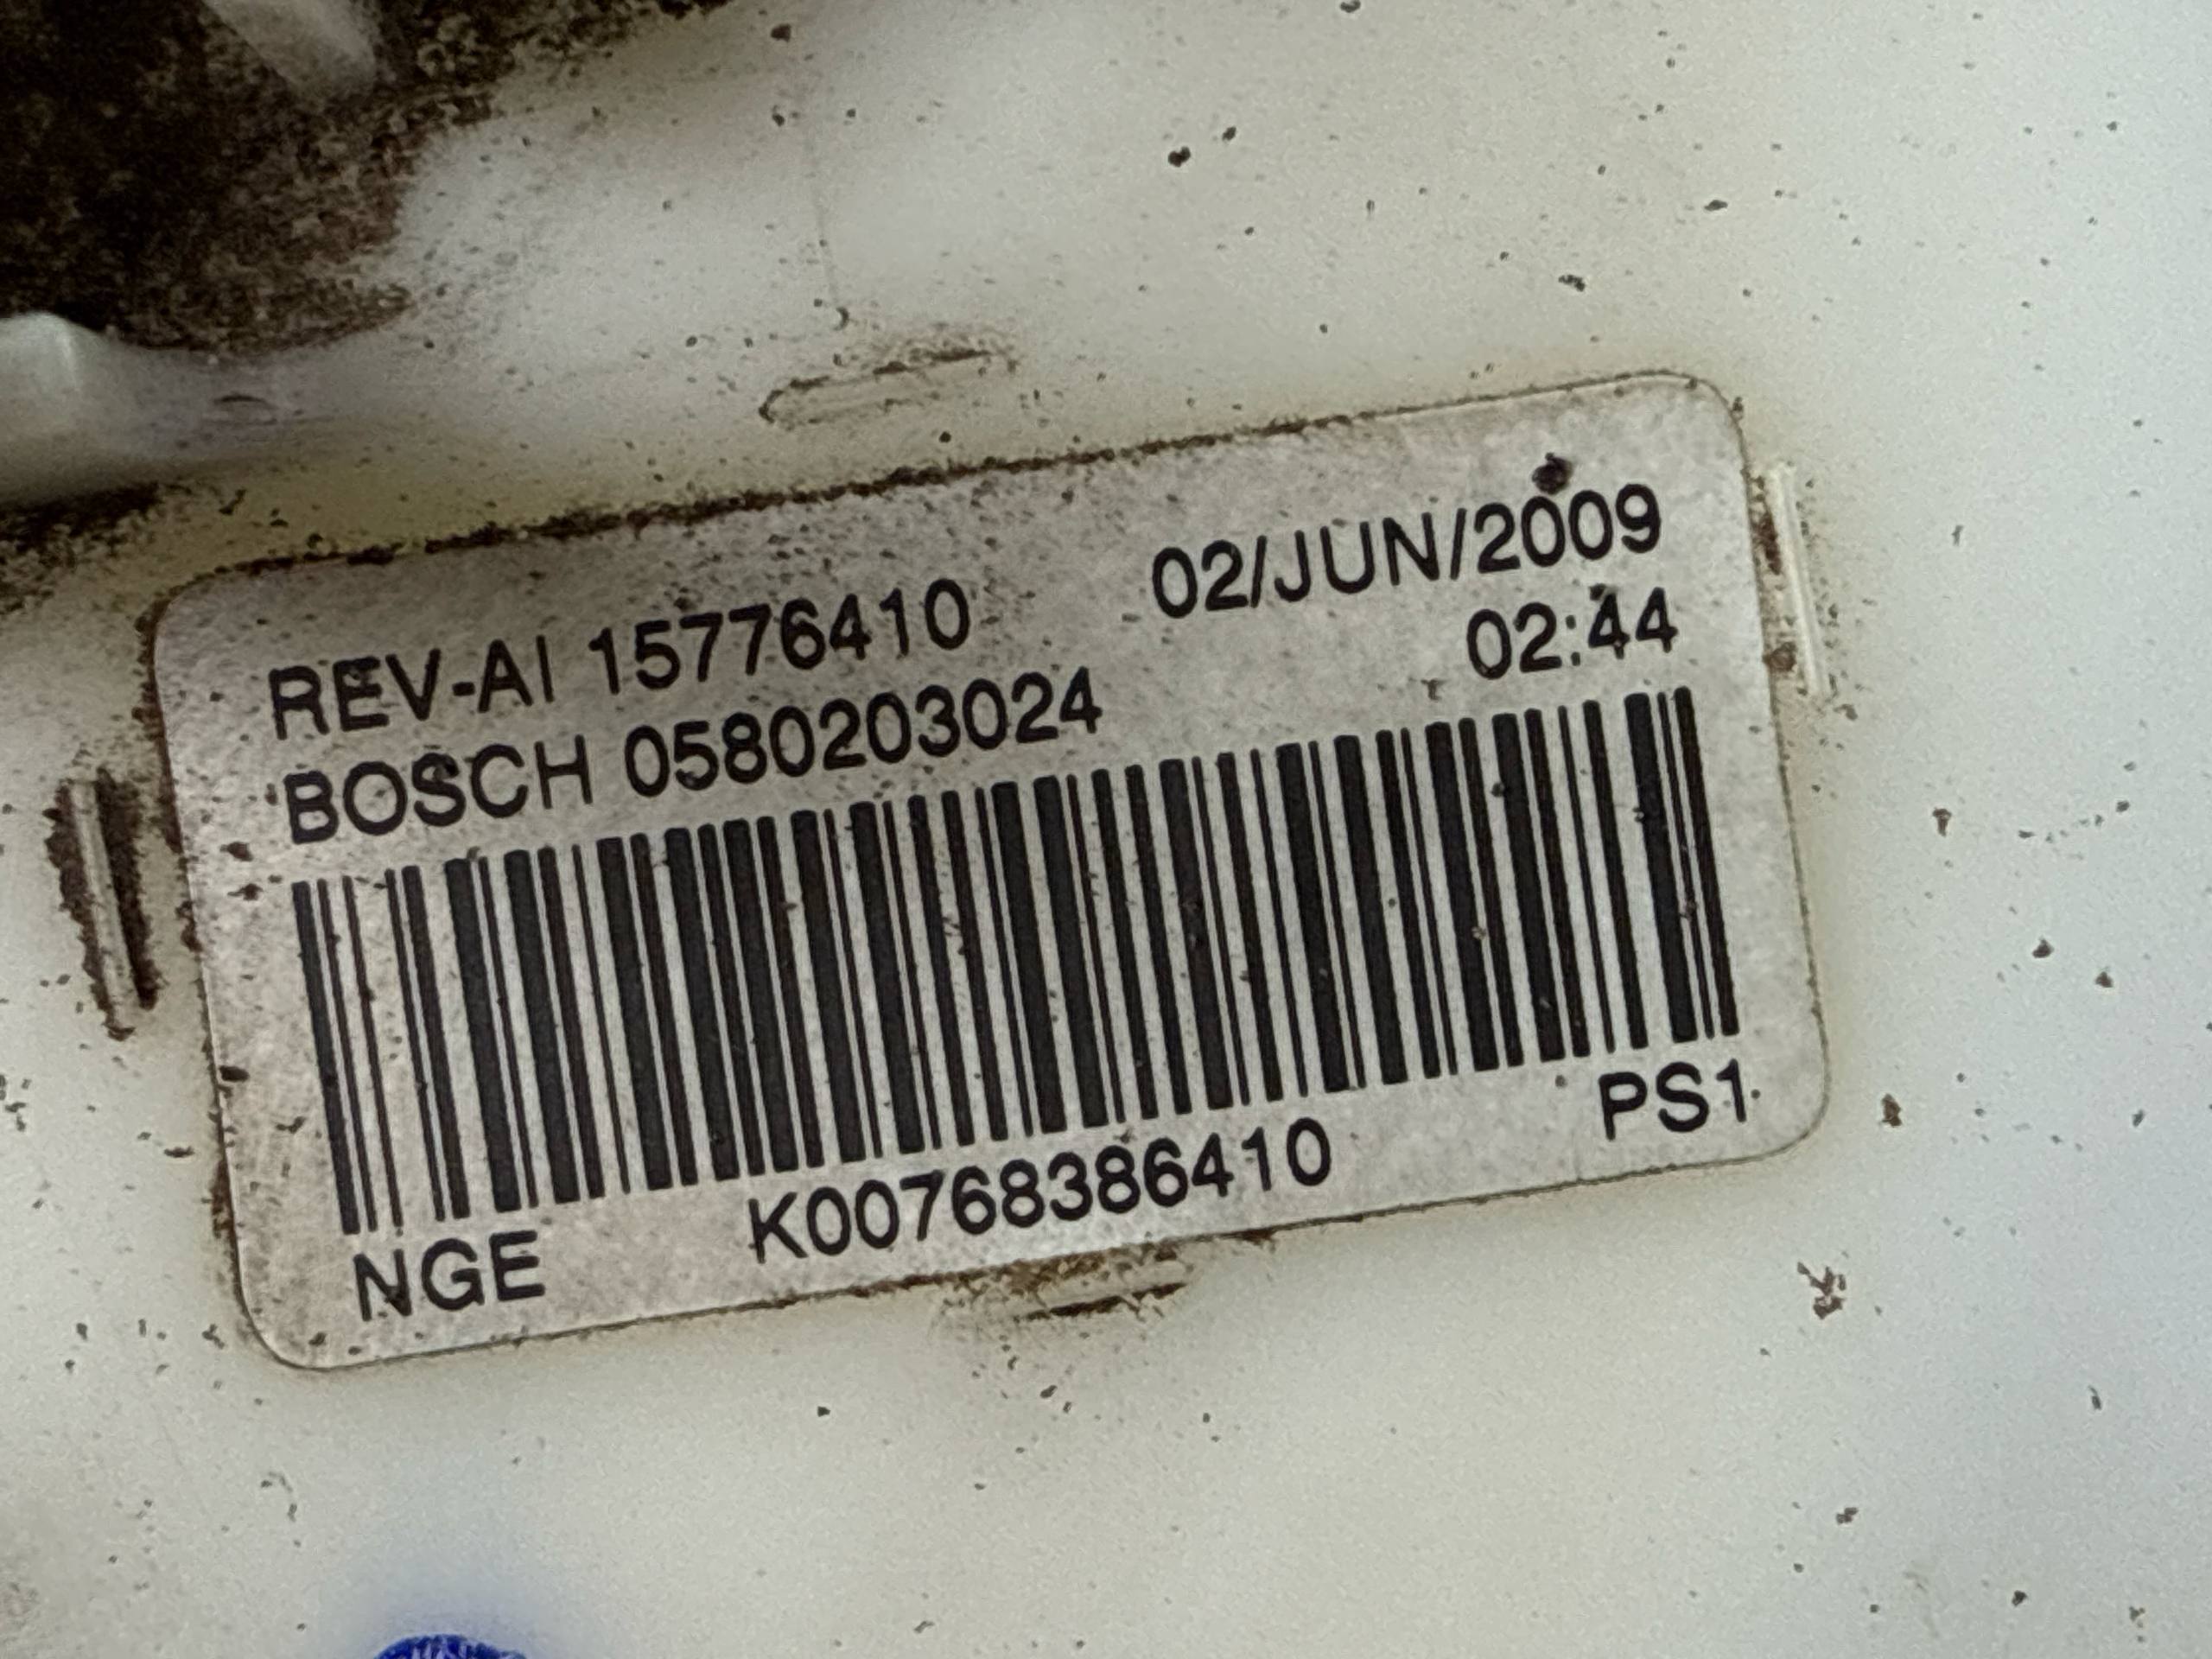 REV-AI 15776410 02/JUN/2009
BOSCH 0580203024 02:44
NGE K00768386410 PS1